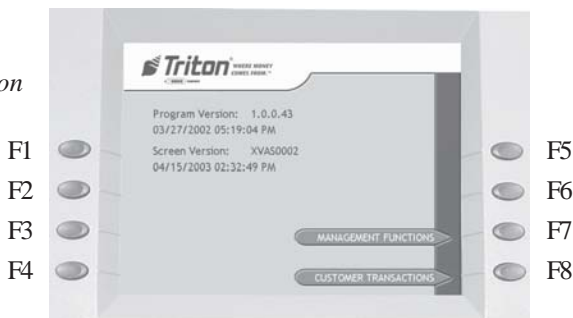 Triton WHERE MONEY
COMES FROM.™
on
Program Version: 1.0.0.43
03/27/2002 05:19:04 PM
Screen Version: XVAS0002
04/15/2003 02:32:49 PM
F1
F2
F3
F4
F5
F6
F7
F8
MANAGEMENT FUNCTIONS
CUSTOMER TRANSACTIONS